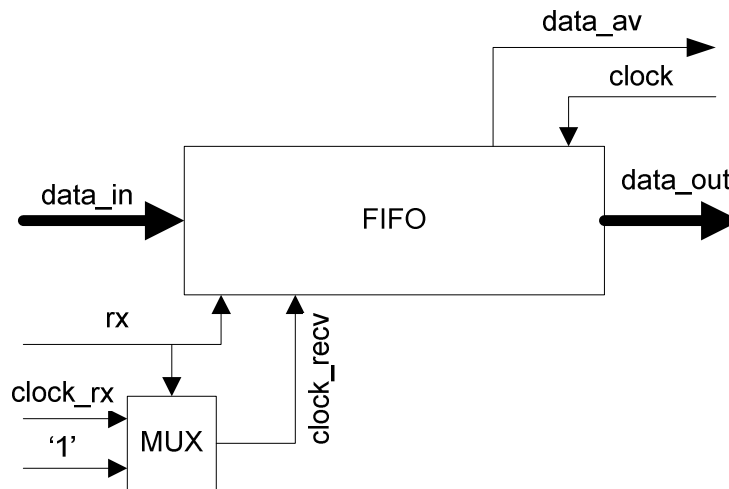 data_av
clock
data_in
FIFO
data_out
rx
clock_recv
clock_rx
MUX
‘1’